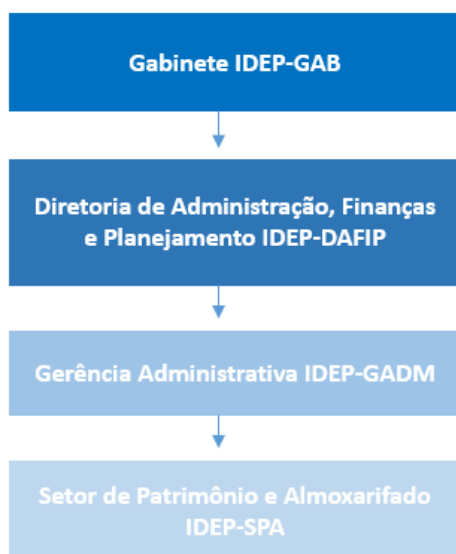 Gabinete IDEP-GAB
Diretoria de Administração, Finanças
e Planejamento IDEP-DAFIP
Gerência Administrativa IDEP-GADM
Setor de Patrimônio e Almoxarifado
IDEP-SPA